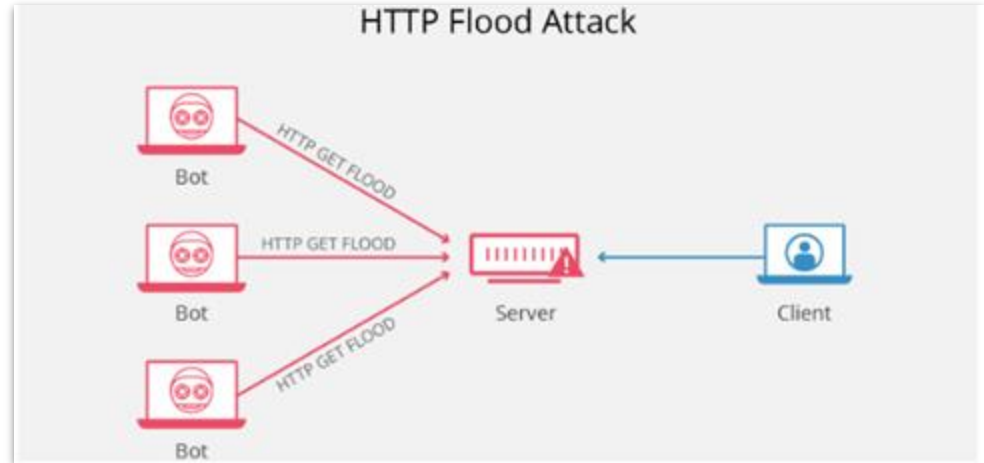 HTTP Flood Attack
HTTP GET FLOOD
Bot
HTTP GET FLOOD
Bot
Server
Client
HTTP GET FLOOD
Bot